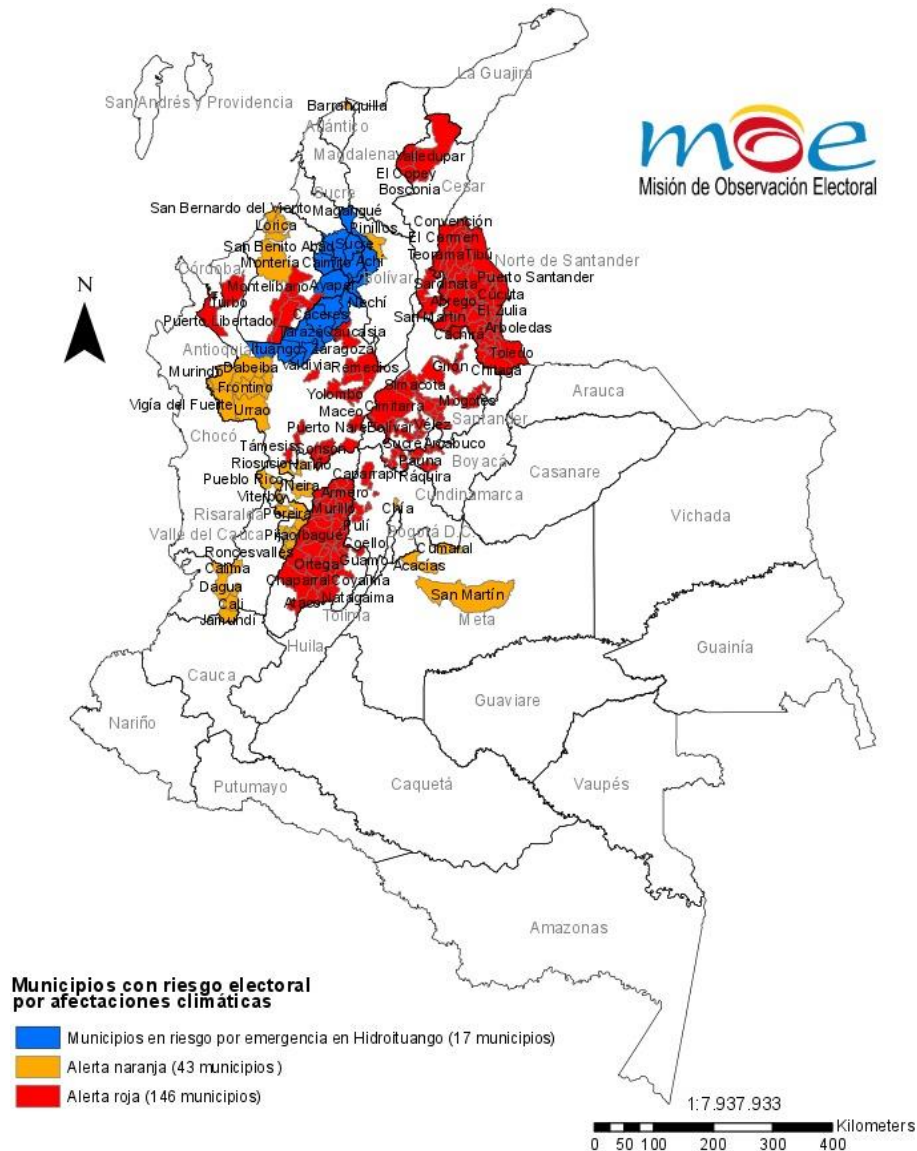 La Guajira
San Andrés y Providencia
Barranquilla
Atlántico
Magdalena
Valledupar
El Copey
Bosconia
Cesar
moe
Misión de Observación Electoral
Sucre
Magangué
San Bernardo del Viento
Lorica
Pinillos
Convención
El Carmen
San Benito Abad
Sucre
Teorama
Tibú
Norte de Santander
Montería
Caimito
Achí
Puerto Santander
Córdoba
Bolívar
Sardinata
Cúcuta
Montelíbano
Ayapel
Turbo
Nechí
Abrego
El Zulia
Puerto Libertador
Cáceres
San Martín
Arboledas
Tarazá
Caucasia
Cachirá
Antioquia
Ituango
Zaragoza
Toledo
Murindó
Dabeiba
Valdivia
Remedios
Girón
Chitagá
Frontino
Simacota
Arauca
Vigía del Fuerte
Urrao
Yolombó
Cimitarra
Mogotes
Maceo
Santander
Chocó
Puerto Nare
Bolívar
Vélez
Támesis
Sonsón
Sucre
Arcabuco
Riosucio
Nariño
Pauna
Boyacá
Pueblo Rico
Neira
Caparrapí
Ráquira
Casanare
Viterbo
Armero
Cundinamarca
Risaralda
Pereira
Murillo
Chía
Vichada
Valle del Cauca
Pijao
Ibagué
Pulí
Bogotá D.C.
Roncesvalles
Coello
Cumaral
Calima
Ortega
Guamo
Acacias
Dagua
Chaparral
Coyaima
San Martín
Cali
Ataco
Natagaima
Jamundí
Tolima
Meta
Huila
Guainía
Cauca
Guaviare
Nariño
Caquetá
Vaupés
Putumayo
Amazonas
N
Municipios con riesgo electoral
por afectaciones climáticas
Municipios en riesgo por emergencia en Hidroituango (17 municipios)
Alerta naranja (43 municipios )
Alerta roja (146 municipios)
1:7.937.933
Kilometers
0 50 100 200 300 400